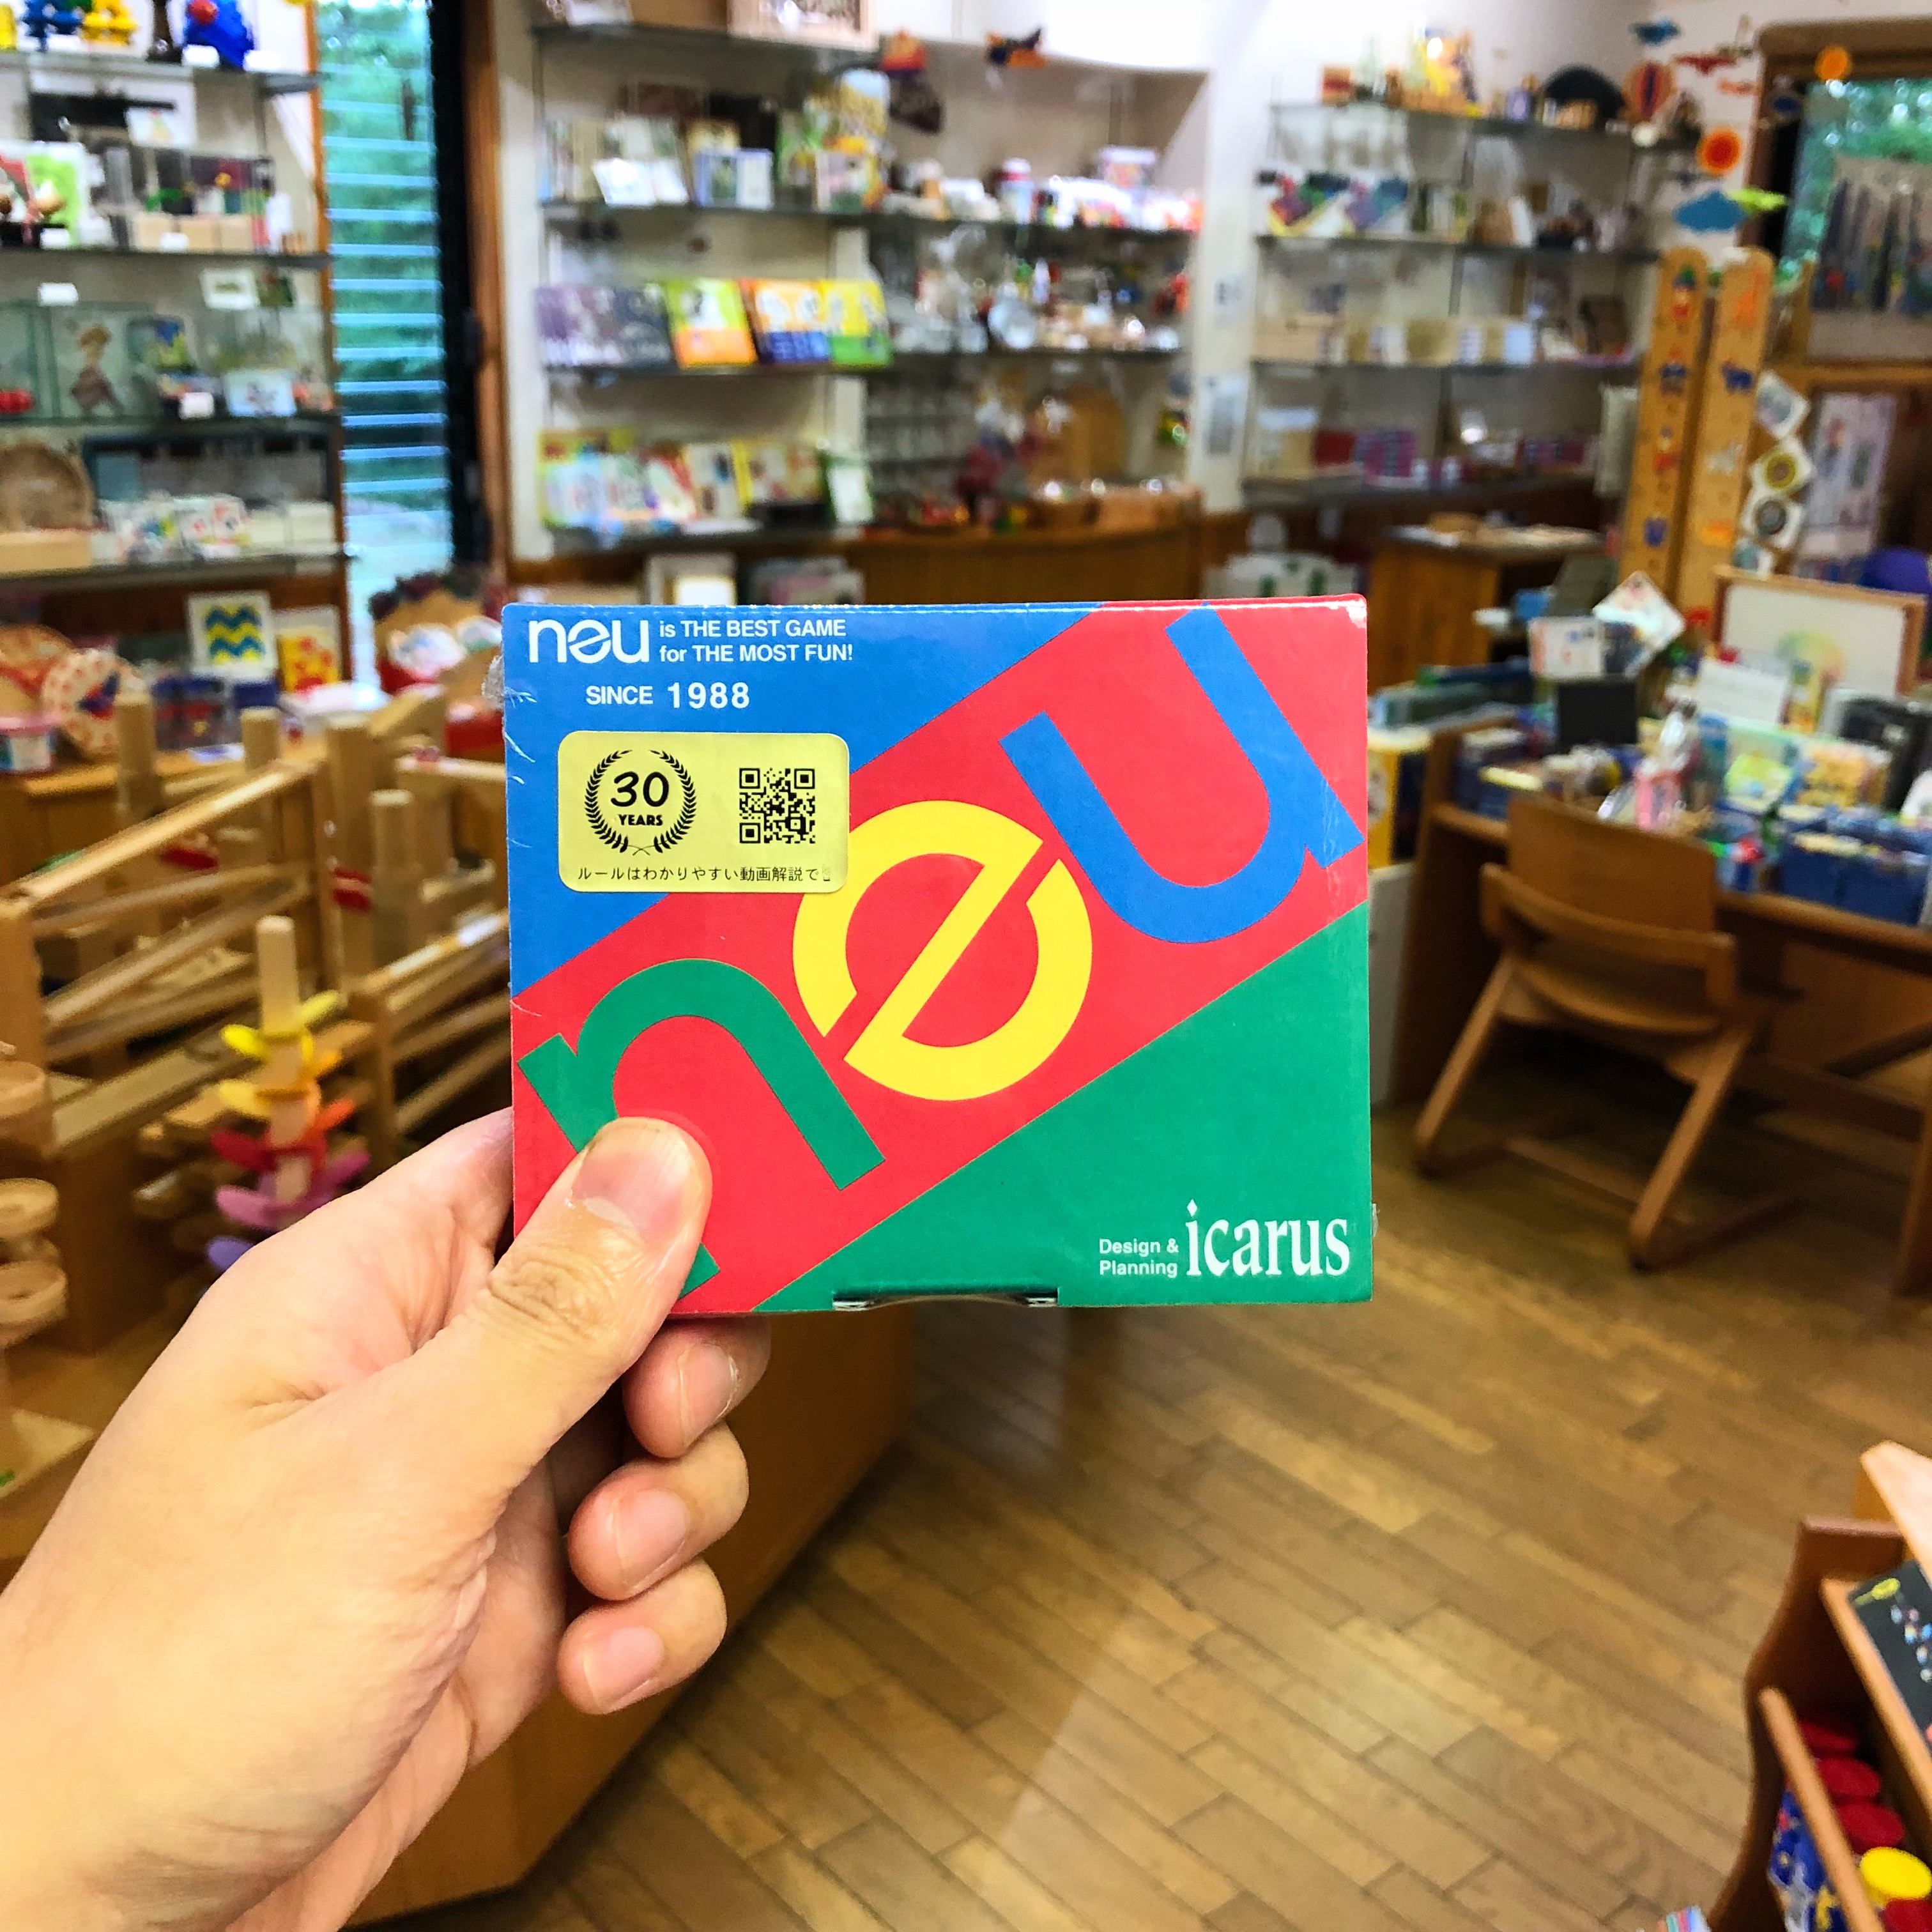 neu is THE BEST GAME
for THE MOST FUN!
SINCE 1988
30
YEARS
ルールはわかりやすい動画解説で
neu
Design &
Planning
icarus